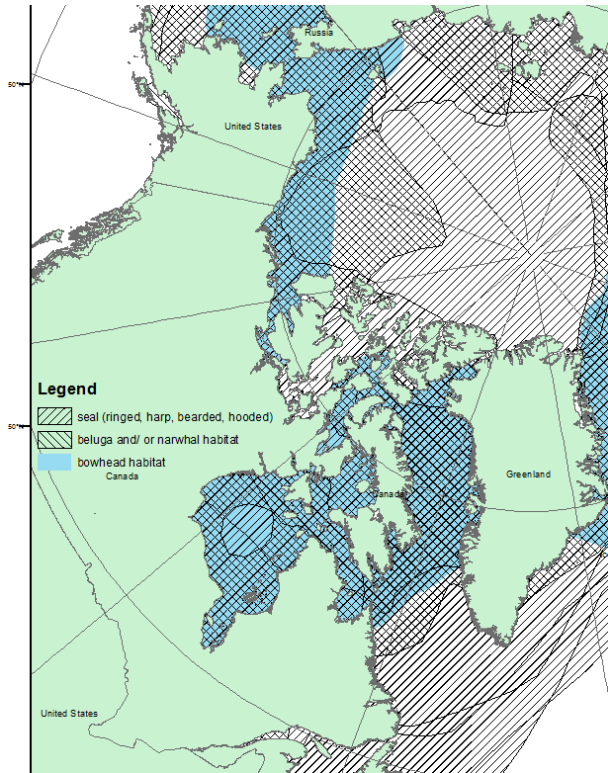 Russia
50°N
United States
Legend
seal (ringed, harp, bearded, hooded)
beluga and/ or narwhal habitat
50°N
bowhead habitat
Canada
Canada
Greenland
United States